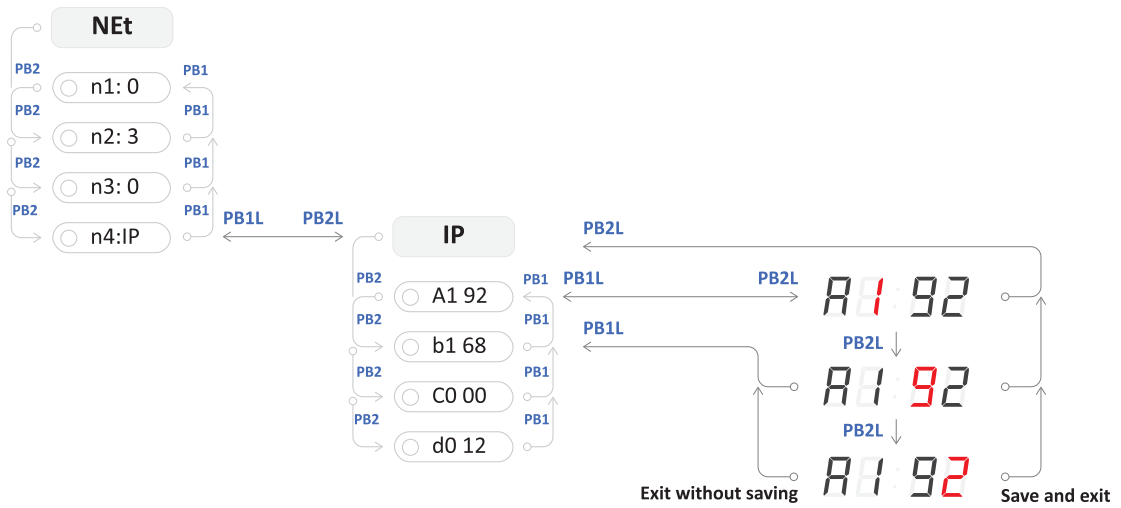 NEt
PB2 PB1
n1: 0
PB2 PB1
n2: 3
PB2 PB1
n3: 0
PB2 PB1
n4:IP
PB1L PB2L
IP
PB2L
PB2 PB1
A1 92
PB1L PB2L
A1:92
PB2 PB1
b1 68
PB1L
PB2L
PB2 PB1
C0 00
A1 92
PB2 PB1
d0 12
PB2L
A1 92
Exit without saving
Save and exit